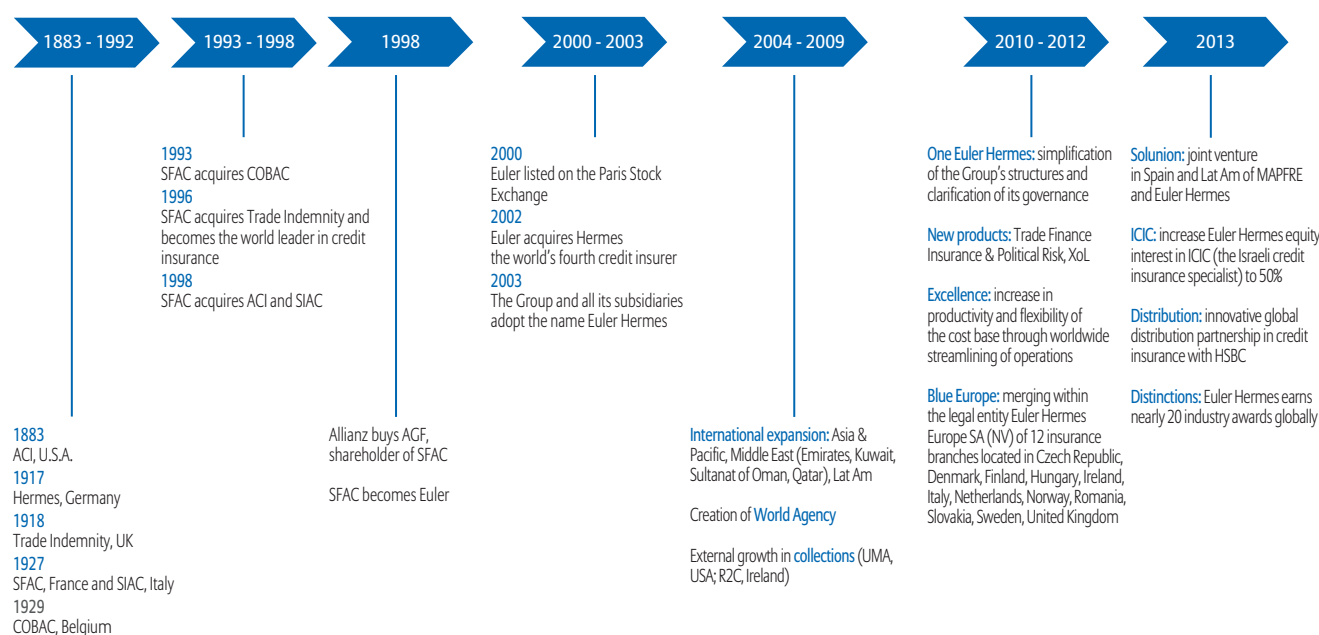 1883 - 1992
1993 - 1998
1998
2000 - 2003
2004 - 2009
2010 - 2012
2013
1883
ACI, U.S.A.
1917
Hermes, Germany
1918
Trade Indemnity, UK
1927
SFAC, France and SIAC, Italy
1929
COBAC, Belgium
1993
SFAC acquires COBAC
1996
SFAC acquires Trade Indemnity and
becomes the world leader in credit
insurance
1998
SFAC acquires ACI and SIAC
Allianz buys AGF,
shareholder of SFAC
SFAC becomes Euler
2000
Euler listed on the Paris Stock
Exchange
2002
Euler acquires Hermes
the world's fourth credit insurer
2003
The Group and all its subsidiaries
adopt the name Euler Hermes
International expansion: Asia &
Pacific, Middle East (Emirates, Kuwait,
Sultanat of Oman, Qatar), Lat Am
Creation of World Agency
External growth in collections (UMA,
USA; R2C, Ireland)
One Euler Hermes: simplification
of the Group's structures and
clarification of its governance
New products: Trade Finance
Insurance & Political Risk, XoL
Excellence: increase in
productivity and flexibility of
the cost base through worldwide
streamlining of operations
Blue Europe: merging within
the legal entity Euler Hermes
Europe SA (NV) of 12 insurance
branches located in Czech Republic,
Denmark, Finland, Hungary, Ireland,
Italy, Netherlands, Norway, Romania,
Slovakia, Sweden, United Kingdom
Solunion: joint venture
in Spain and Lat Am of MAPFRE
and Euler Hermes
ICIC: increase Euler Hermes equity
interest in ICIC (the Israeli credit
insurance specialist) to 50%
Distribution: innovative global
distribution partnership in credit
insurance with HSBC
Distinctions: Euler Hermes earns
nearly 20 industry awards globally